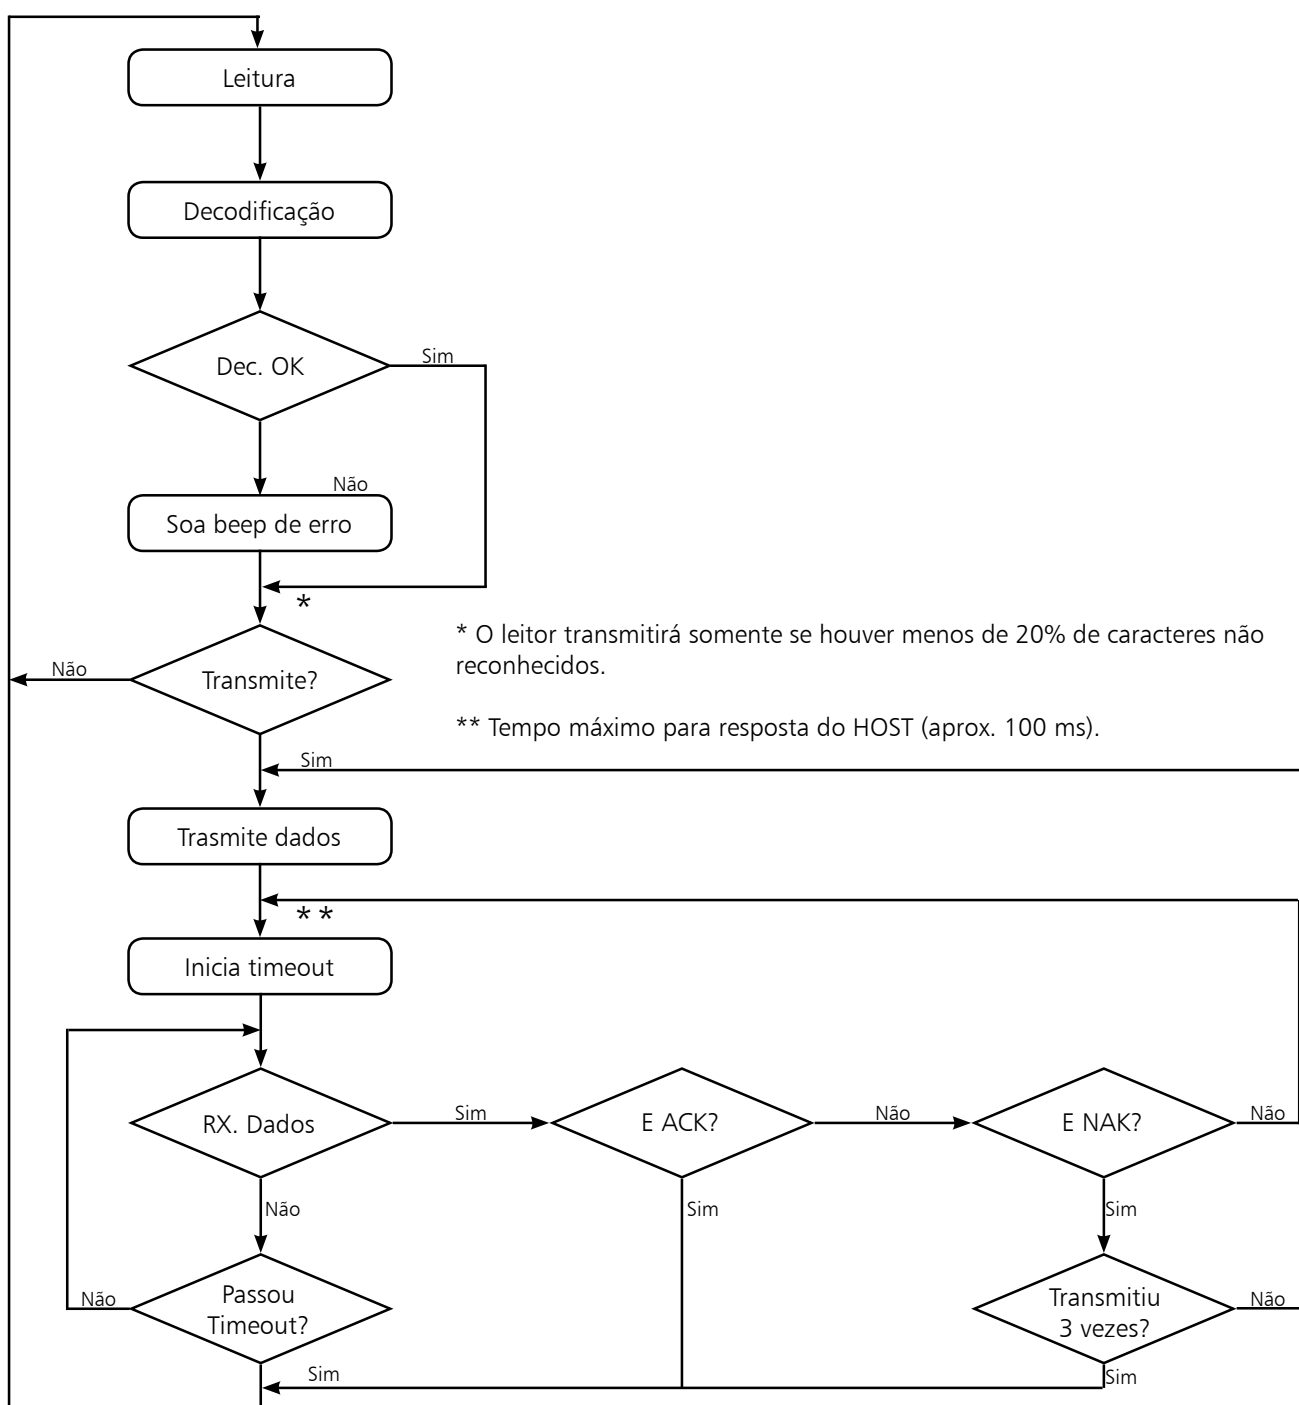 Leitura
Decodificação
Dec. OK
Sim
Não
Soa beep de erro
*
* O leitor transmitirá somente se houver menos de 20% de caracteres não
reconhecidos.
Não
Transmite?
** Tempo máximo para resposta do HOST (aprox. 100 ms).
Sim
Trasmite dados
**
Inicia timeout
RX. Dados
Sim
E ACK?
Não
E NAK?
Não
Não
Sim
Sim
Passou
Timeout?
Não
Transmitiu
3 vezes?
Não
Sim
Sim